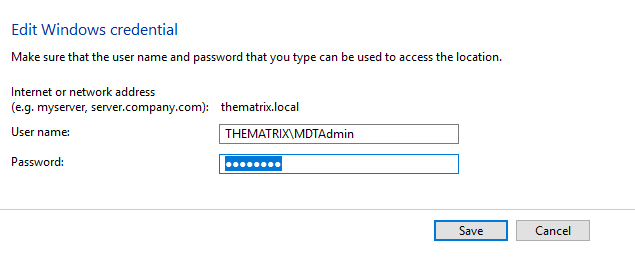 Edit Windows credential
Make sure that the user name and password that you type can be used to access the location.
Internet or network address
(e.g. myserver, server.company.com): thematrix.local
User name: THEMATRIX\MDTAdmin
Password: ●●●●●●●●
Save Cancel